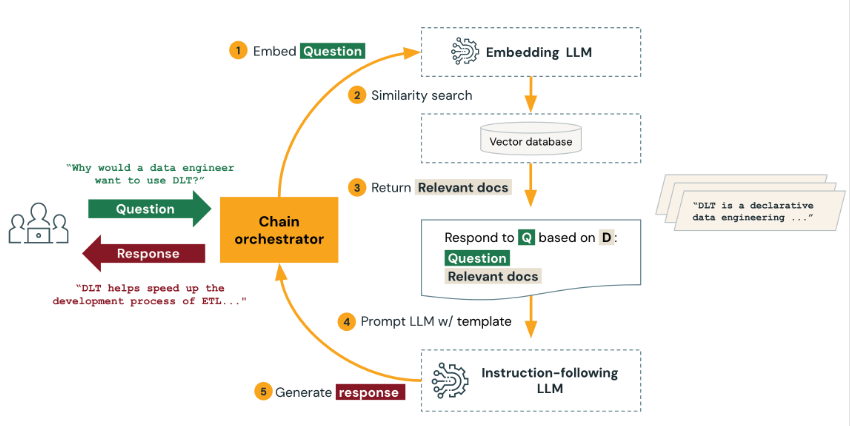 1 Embed Question
Embedding LLM
2 Similarity search
Vector database
“Why would a data engineer
want to use DLT?”
Question
Chain
orchestrator
Response
“DLT helps speed up the
development process of ETL..."
3 Return Relevant docs
“DLT is a declarative
data engineering ...”
Respond to Q based on D:
Question
Relevant docs
4 Prompt LLM w/ template
Instruction-following
LLM
5 Generate response